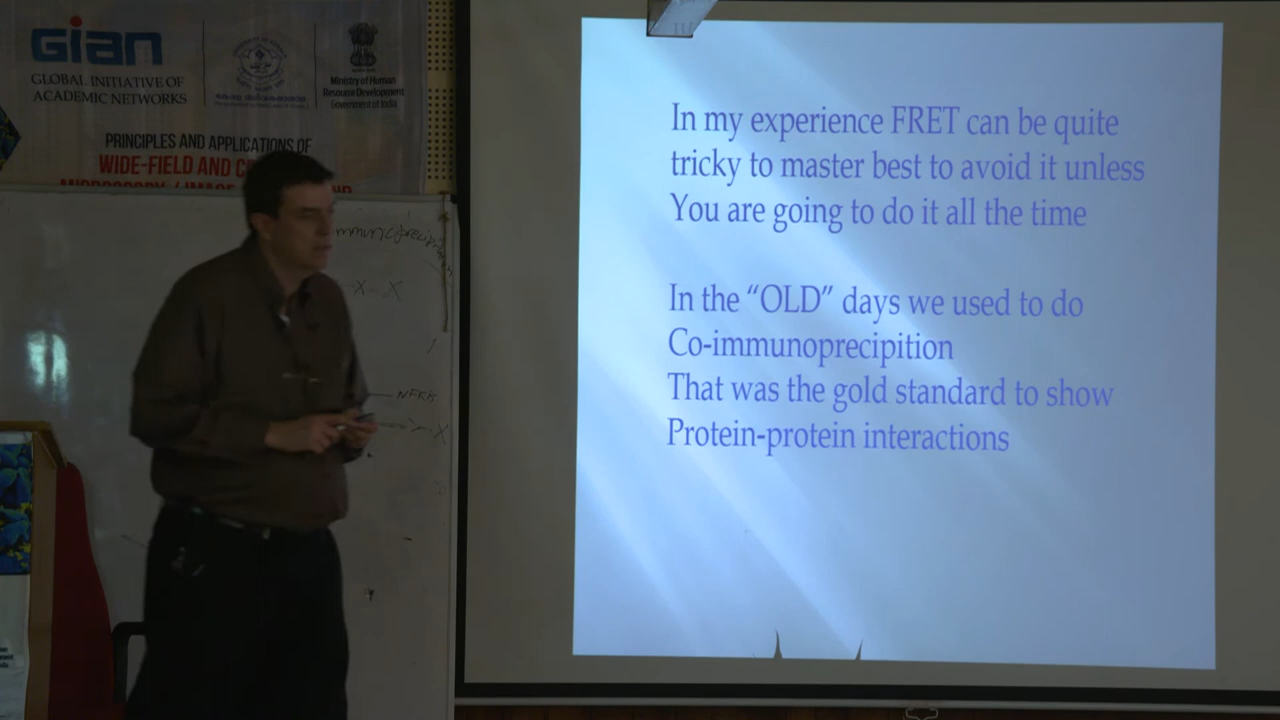 GIAN
GLOBAL INITIATIVE OF
ACADEMIC NETWORKS
Ministry of Human
Resource Development
Government of India
PRINCIPLES AND APPLICATIONS OF
WIDE-FIELD AND
In my experience FRET can be quite
tricky to master best to avoid it unless
You are going to do it all the time
In the “OLD” days we used to do
Co-immunoprecipition
That was the gold standard to show
Protein-protein interactions
X - X
NFKB
X